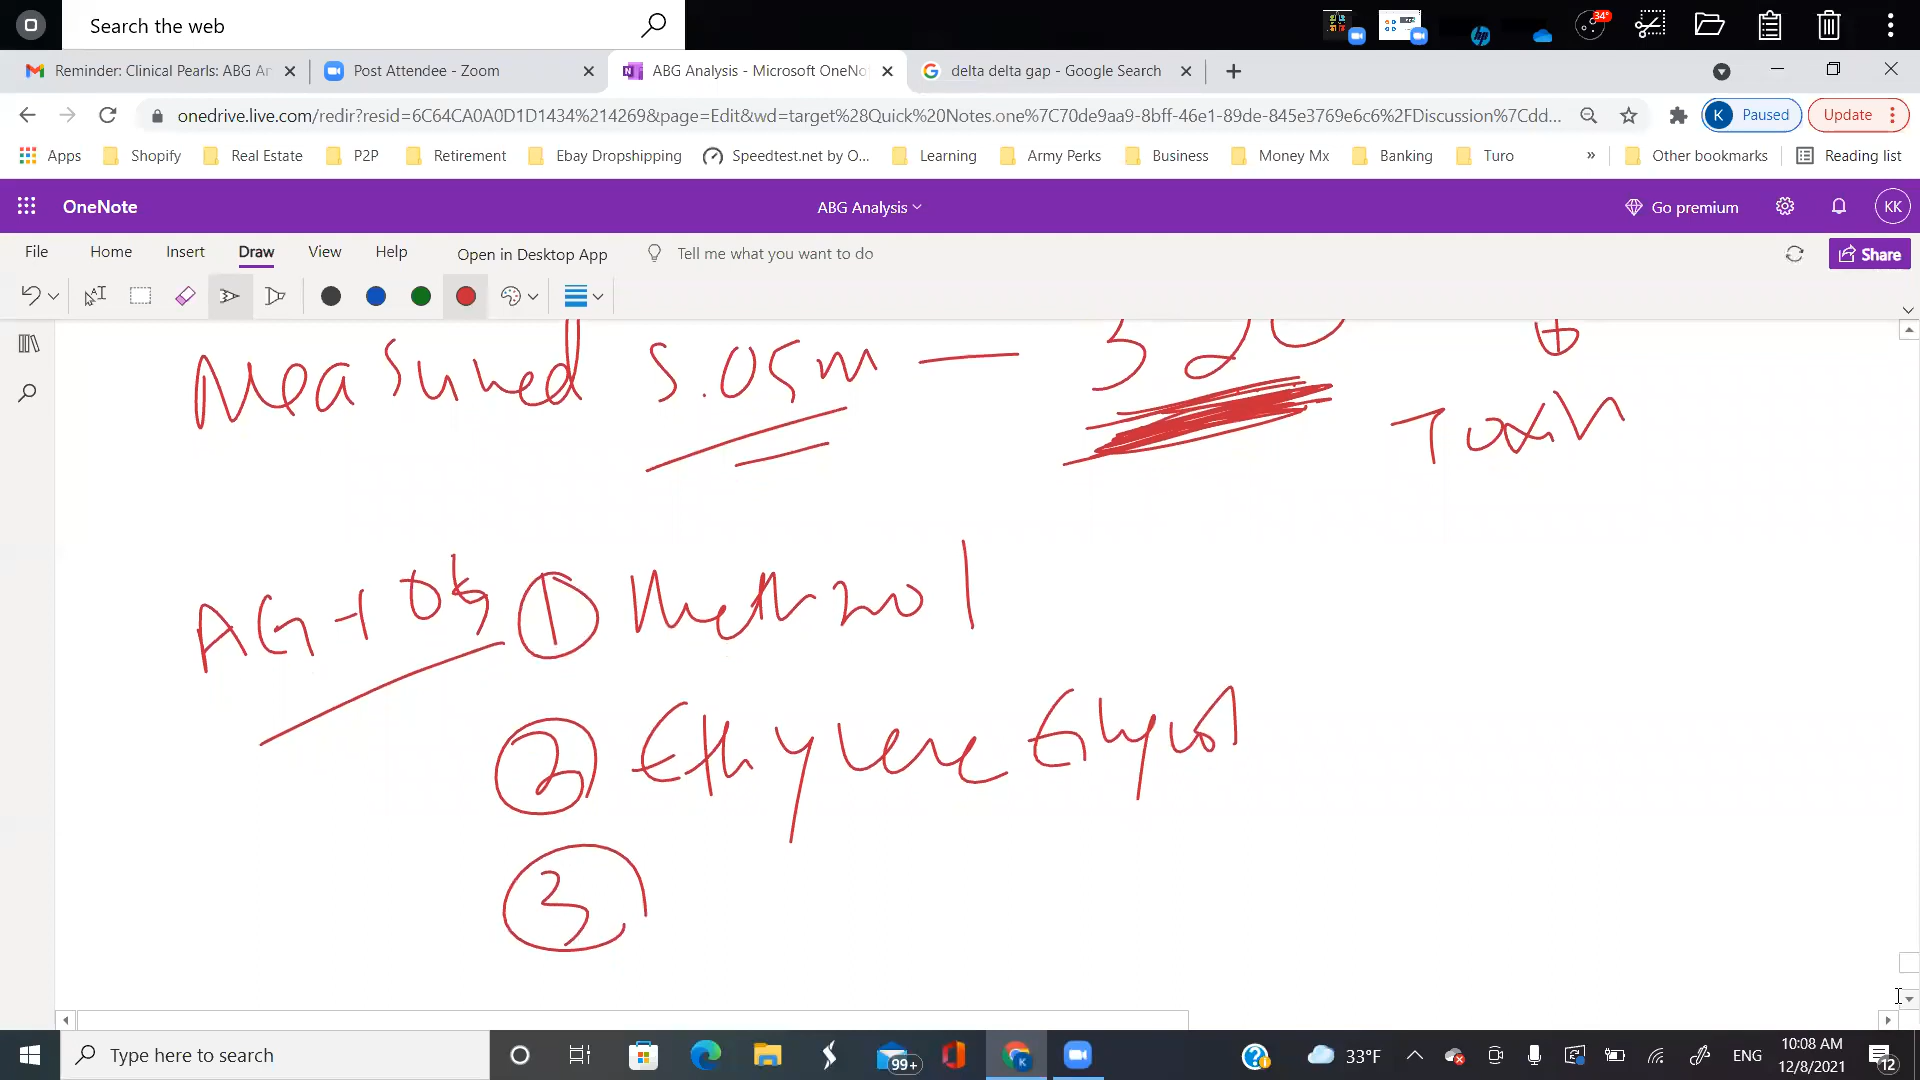 Search the web
34°
Reminder: Clinical Pearls: ABG An
Post Attendee - Zoom
ABG Analysis - Microsoft OneNo
delta delta gap - Google Search
onedrive.live.com/redir?resid=6C64CA0A0D1D1434%214269&page=Edit&wd=target%28Quick%20Notes.one%7C70de9aa9-8bff-46e1-89de-845e3769e6c6%2FDiscussion%7Cdd...
K Paused
Update
Apps Shopify Real Estate P2P Retirement Ebay Dropshipping Speedtest.net by O... Learning Army Perks Business Money Mx Banking Turo » Other bookmarks Reading list
OneNote ABG Analysis Go premium KK
File Home Insert Draw View Help Open in Desktop App Tell me what you want to do Share
Measured S.OSm — 320
Toxin
AG + OG ① Methanol
② Ethylene Glycol
③
Type here to search
99+
33°F
ENG
10:08 AM
12/8/2021
12